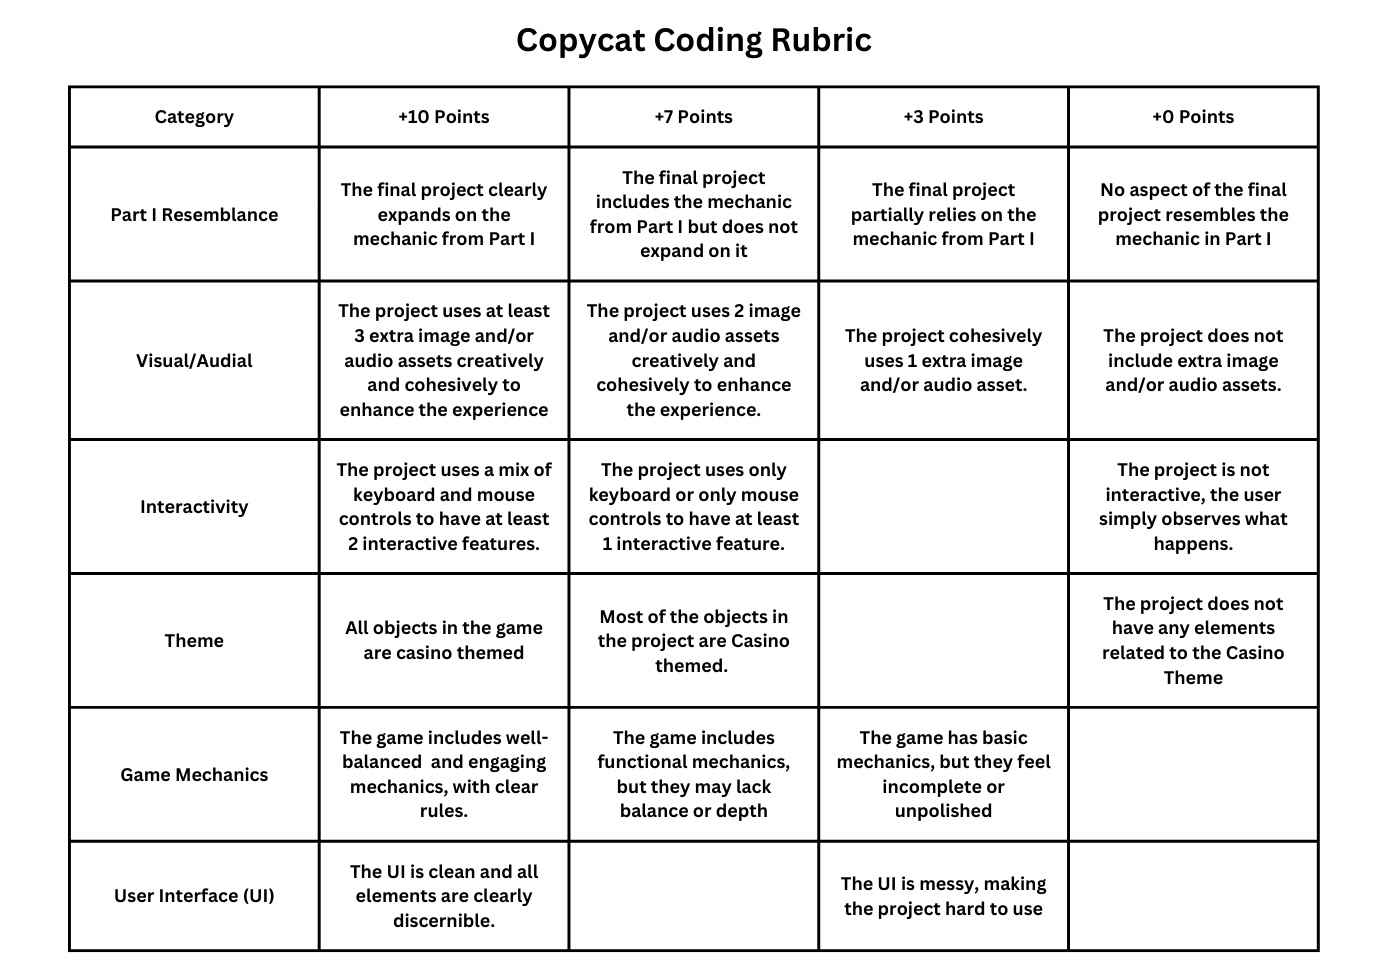 Copycat Coding Rubric
Category
+10 Points
+7 Points
+3 Points
+0 Points
Part I Resemblance
The final project clearly
expands on the
mechanic from Part I
The final project
includes the mechanic
from Part I but does not
expand on it
The final project
partially relies on the
mechanic from Part I
No aspect of the final
project resembles the
mechanic in Part I
Visual/Audial
The project uses at least
3 extra image and/or
audio assets creatively
and cohesively to
enhance the experience
The project uses 2 image
and/or audio assets
creatively and
cohesively to enhance
the experience.
The project cohesively
uses 1 extra image
and/or audio asset.
The project does not
include extra image
and/or audio assets.
Interactivity
The project uses a mix of
keyboard and mouse
controls to have at least
2 interactive features.
The project uses only
keyboard or only mouse
controls to have at least
1 interactive feature.
The project is not
interactive, the user
simply observes what
happens.
Theme
All objects in the game
are casino themed
Most of the objects in
the project are Casino
themed.
The project does not
have any elements
related to the Casino
Theme
Game Mechanics
The game includes well-
balanced  and engaging
mechanics, with clear
rules.
The game includes
functional mechanics,
but they may lack
balance or depth
The game has basic
mechanics, but they feel
incomplete or
unpolished
User Interface (UI)
The UI is clean and all
elements are clearly
discernible.
The UI is messy, making
the project hard to use